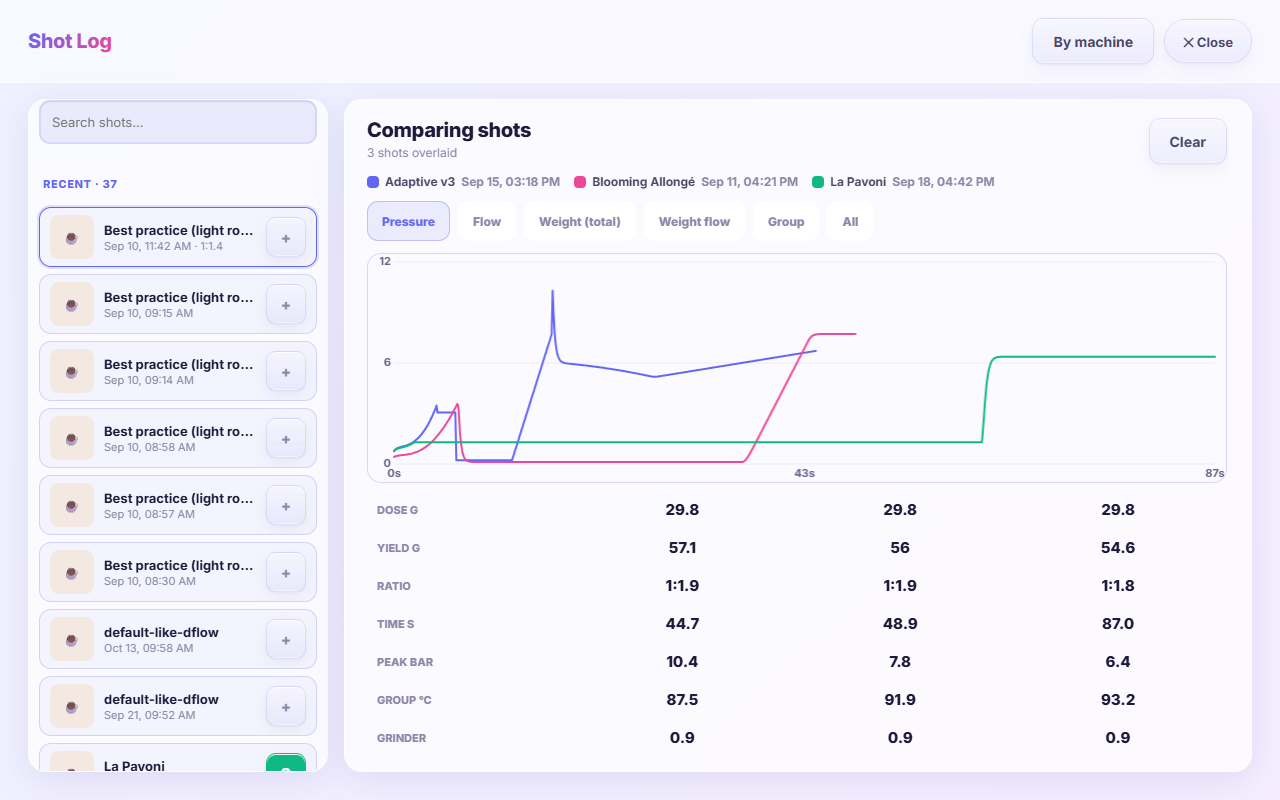 Shot Log
By machine
Close
Search shots...
RECENT · 37
Best practice (light ro...
Sep 10, 11:42 AM · 1:1.4
+
Best practice (light ro...
Sep 10, 09:15 AM
+
Best practice (light ro...
Sep 10, 09:14 AM
+
Best practice (light ro...
Sep 10, 08:58 AM
+
Best practice (light ro...
Sep 10, 08:57 AM
+
Best practice (light ro...
Sep 10, 08:30 AM
+
default-like-dflow
Oct 13, 09:58 AM
+
default-like-dflow
Sep 21, 09:52 AM
+
La Pavoni
Comparing shots
3 shots overlaid
Clear
Adaptive v3 Sep 15, 03:18 PM Blooming Allongé Sep 11, 04:21 PM La Pavoni Sep 18, 04:42 PM
Pressure Flow Weight (total) Weight flow Group All
12
6
0
0s 43s 87s
DOSE G 29.8 29.8 29.8
YIELD G 57.1 56 54.6
RATIO 1:1.9 1:1.9 1:1.8
TIME S 44.7 48.9 87.0
PEAK BAR 10.4 7.8 6.4
GROUP °C 87.5 91.9 93.2
GRINDER 0.9 0.9 0.9